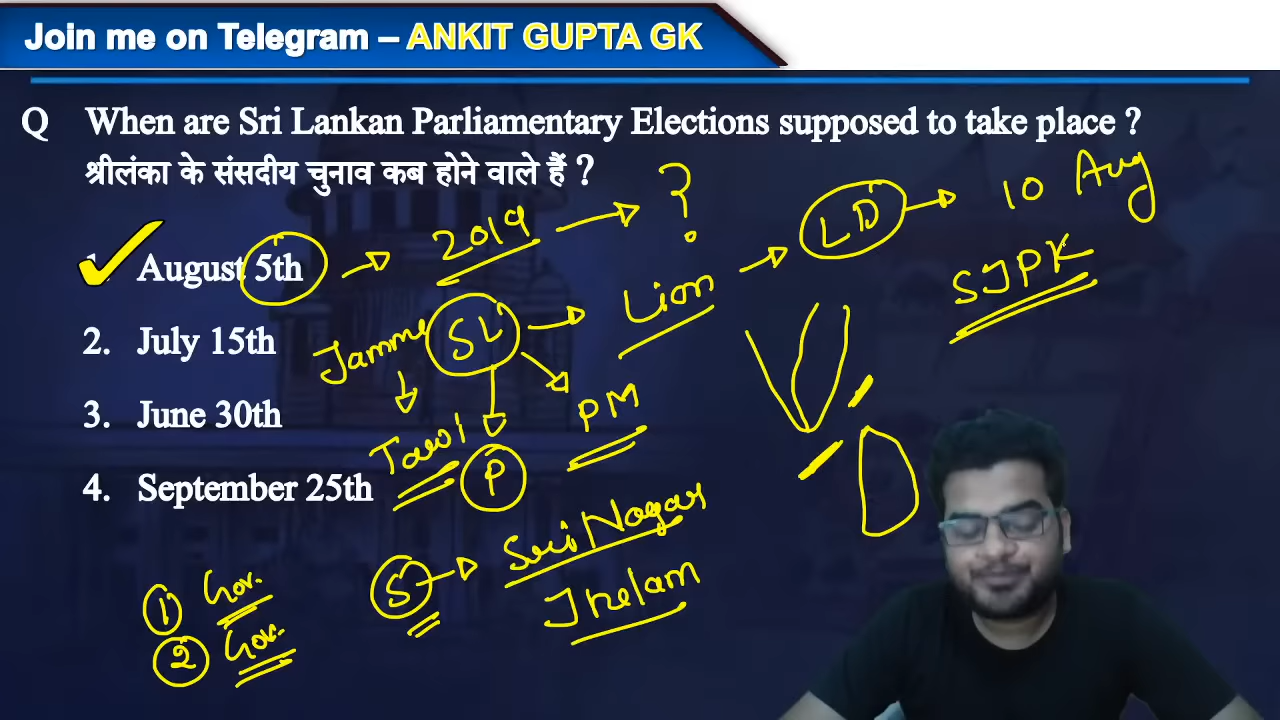 Join me on Telegram – ANKIT GUPTA GK
Q When are Sri Lankan Parliamentary Elections supposed to take place ?
श्रीलंका के संसदीय चुनाव कब होने वाले हैं ?
August 5th
2019
?
LD
10 Aug
SJPK
2. July 15th
Jammu
SL
Lion
3. June 30th
Tawi
P
PM
4. September 25th
S
Sri Nagar
Jhelam
1 Gov.
2 Gov.